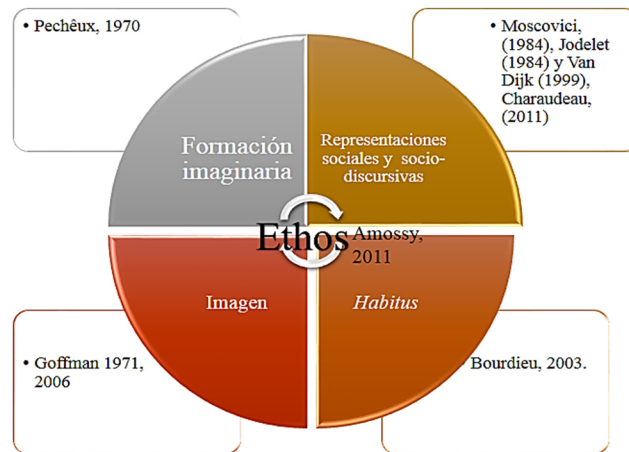 • Pechêux, 1970
• Moscovici,
(1984), Jodelet
(1984) y Van
Dijk (1999),
Charaudeau,
(2011)
Formación
imaginaria
Representaciones
sociales y socio-
discursivas
Ethos
Amossy,
2011
Imagen
Habitus
• Goffman 1971,
2006
• Bourdieu, 2003.